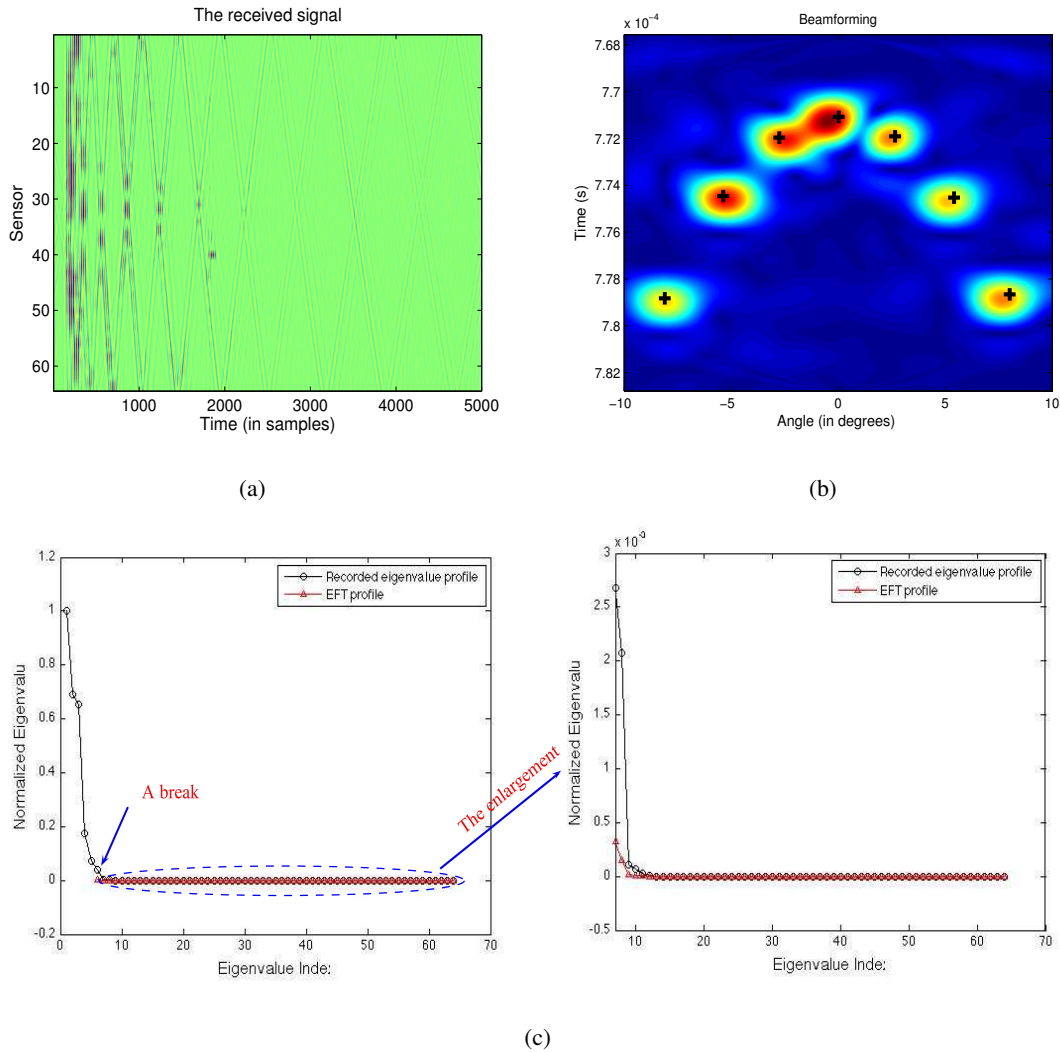 The received signal
Sensor
10
20
30
40
50
60
1000
2000
3000
4000
5000
Time (in samples)
(a)
x 10⁻⁴
Beamforming
Time (s)
7.68
7.7
7.72
7.74
7.76
7.78
7.8
7.82
−10
−5
0
5
10
Angle (in degrees)
(b)
Normalized Eigenvalu
1.2
1
0.8
0.6
0.4
0.2
0
-0.2
Recorded eigenvalue profile
EFT profile
A break
0
10
20
30
40
50
60
70
Eigenvalue Inde:
The enlargement
Normalized Eigenvalu
3
2.5
2
1.5
1
0.5
0
-0.5
Recorded eigenvalue profile
EFT profile
10
20
30
40
50
60
70
Eigenvalue Inde:
(c)